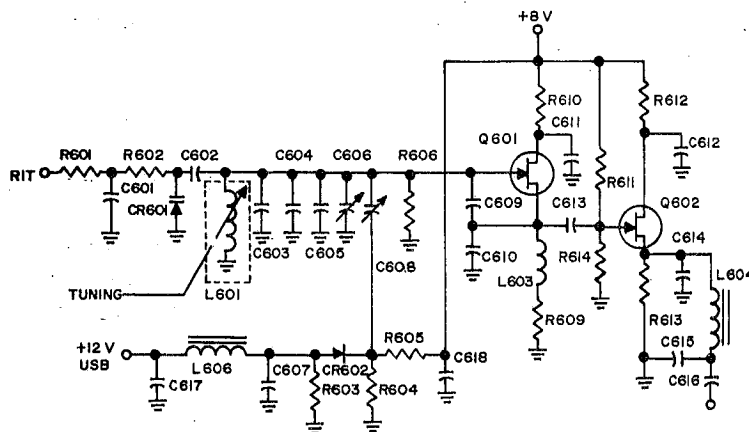 +8 V
R610
R612
C611
Q601
C612
R601
R602
C602
C604
C606
R606
RIT
R611
C601
C609
C613
Q602
CR601
C614
C610
R614
L604
C603
C605
L603
TUNING
L601
C608
R613
R609
+12 V
USB
R605
C615
L606
C607
CR602
C618
C616
C617
R603
R604